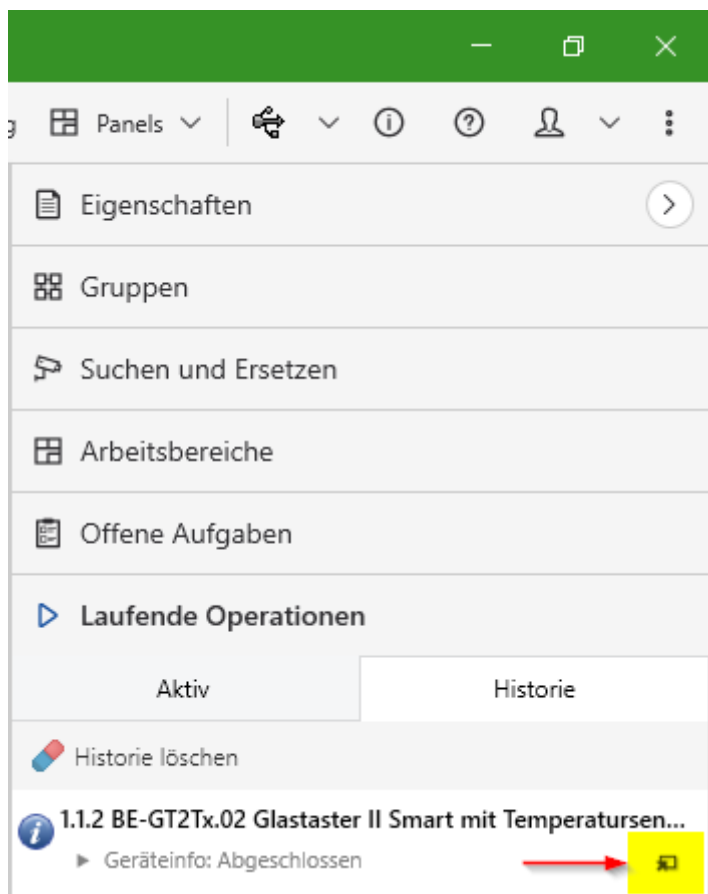 Panels
Eigenschaften
Gruppen
Suchen und Ersetzen
Arbeitsbereiche
Offene Aufgaben
Laufende Operationen
Aktiv
Historie
Historie löschen
1.1.2 BE-GT2Tx.02 Glastaster II Smart mit Temperatursen...
Geräteinfo: Abgeschlossen